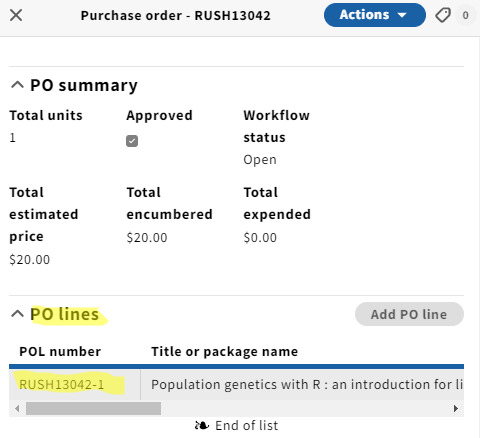 Purchase order - RUSH13042
Actions
0
PO summary
Total units
1
Approved
Workflow
status
Open
Total
estimated
price
$20.00
Total
encumbered
$20.00
Total
expended
$0.00
PO lines
Add PO line
POL number
Title or package name
RUSH13042-1
Population genetics with R : an introduction for li
End of list